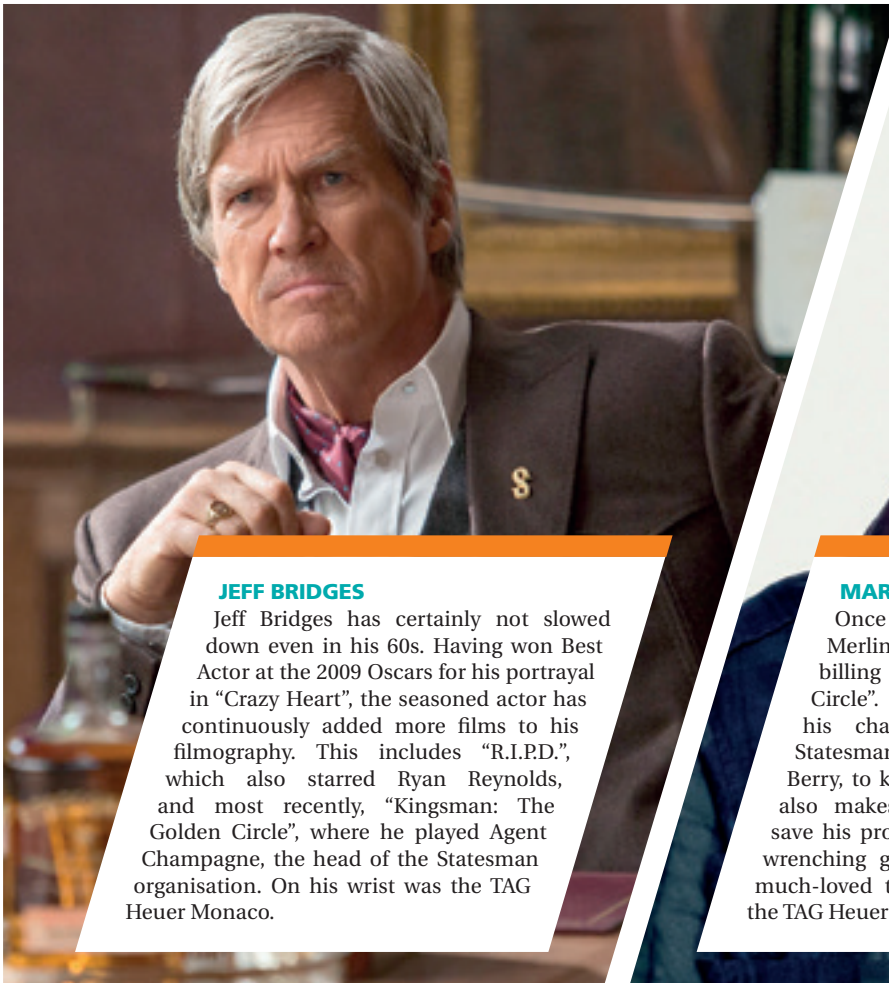 S
JEFF BRIDGES
Jeff Bridges has certainly not slowed
down even in his 60s. Having won Best
Actor at the 2009 Oscars for his portrayal
in “Crazy Heart”, the seasoned actor has
continuously added more films to his
filmography. This includes “R.I.P.D.”,
which also starred Ryan Reynolds,
and most recently, “Kingsman: The
Golden Circle”, where he played Agent
Champagne, the head of the Statesman
organisation. On his wrist was the TAG
Heuer Monaco.
MAR
Once
Merlin
billing
Circle”.
his cha
Statesman
Berry, to k
also makes
save his pro
wrenching g
much-loved t
the TAG Heuer